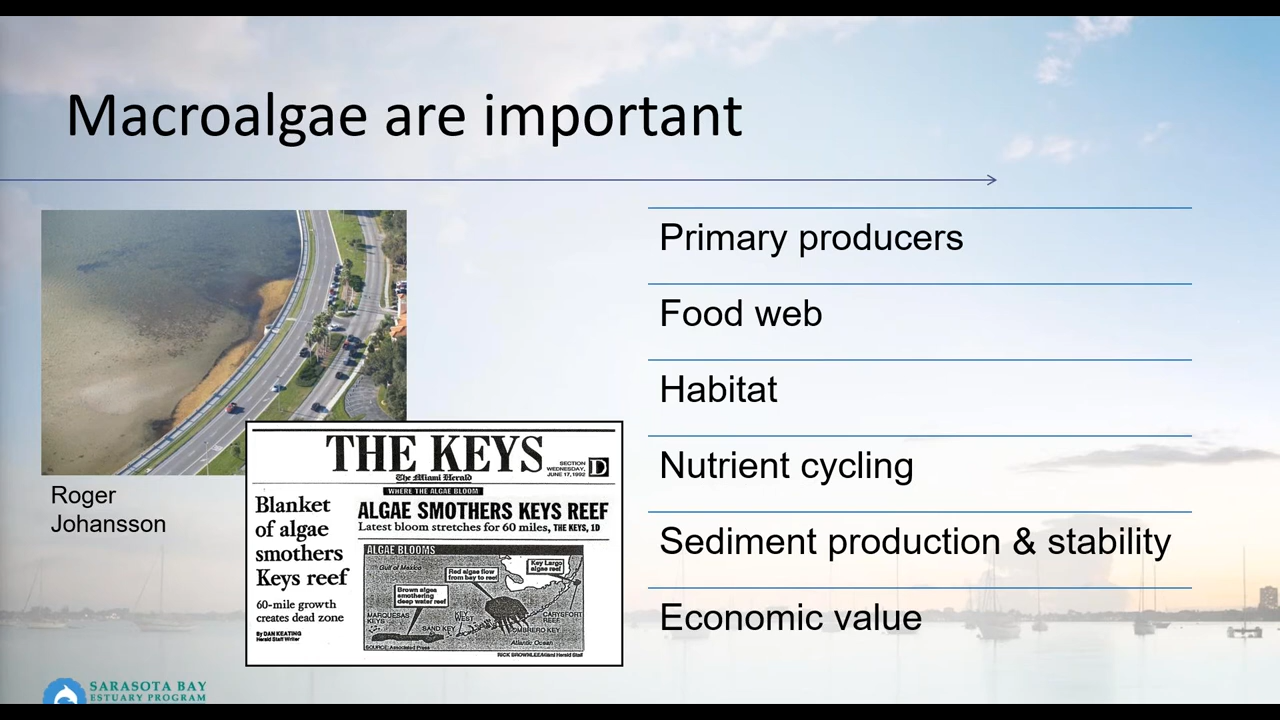 Macroalgae are important
Primary producers
Food web
Habitat
Nutrient cycling
Sediment production & stability
Economic value
Roger
Johansson
THE KEYS
SECTION
WEDNESDAY,
JUNE 17, 1992
D
The Miami Herald
WHERE THE ALGAE BLOOM
Blanket
of algae
smothers
Keys reef
60-mile growth
creates dead zone
By DAN KEATING
Herald Staff Writer
ALGAE SMOTHERS KEYS REEF
Latest bloom stretches for 60 miles, THE KEYS, 1D
ALGAE BLOOMS
Gulf of Mexico
Key Largo
algae reef
Red algae flow
from bay to reef
Brown algae
smothering
deep water reef
MARQUESAS
KEYS
KEY
WEST
SAND KEY
CARYSFORT
REEF
SOMBRERO KEY
Atlantic Ocean
SOURCE: Associated Press
RICK BROWNLEE/Miami Herald Staff
SARASOTA BAY
ESTUARY PROGRAM